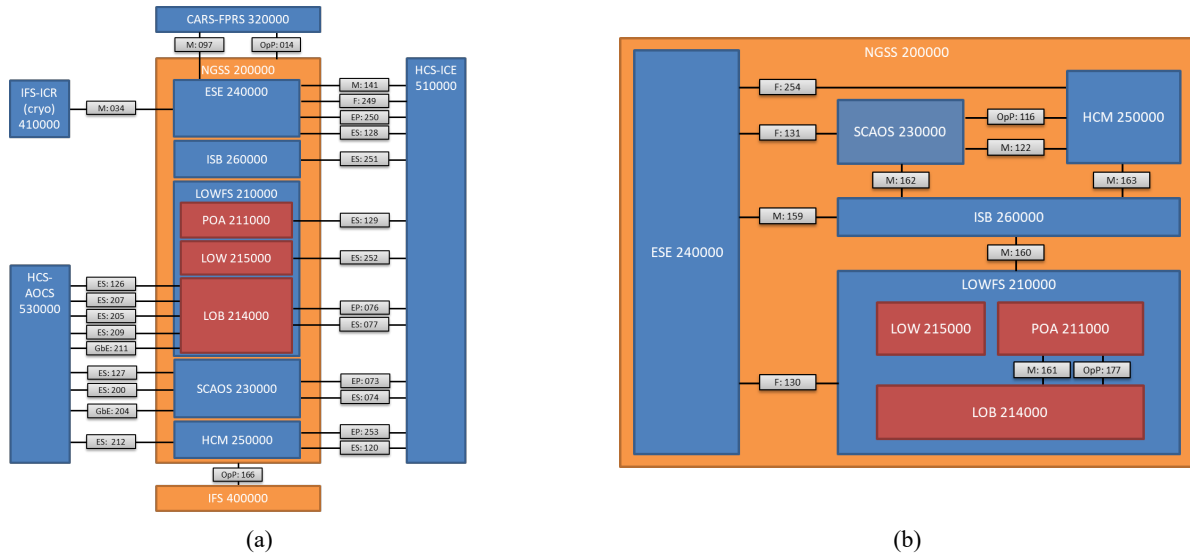 CARS-FPRS 320000
M: 097
OpP: 014
NGSS 200000
ESE 240000
IFS-ICR
(cryo)
410000
M: 034
HCS-ICE
510000
M: 141
F: 249
EP: 250
ES: 128
ISB 260000
ES: 251
LOWFS 210000
POA 211000
ES: 129
LOW 215000
ES: 252
HCS-
AOCS
530000
ES: 126
ES: 207
ES: 205
ES: 209
GbE: 211
LOB 214000
EP: 076
ES: 077
ES: 127
ES: 200
GbE: 204
SCAOS 230000
EP: 073
ES: 074
ES: 212
HCM 250000
EP: 253
ES: 120
OpP: 166
IFS 400000
(a)
NGSS 200000
ESE 240000
F: 254
F: 131
SCAOS 230000
OpP: 116
M: 122
HCM 250000
M: 162
M: 163
M: 159
ISB 260000
M: 160
LOWFS 210000
LOW 215000
POA 211000
M: 161
OpP: 177
F: 130
LOB 214000
(b)